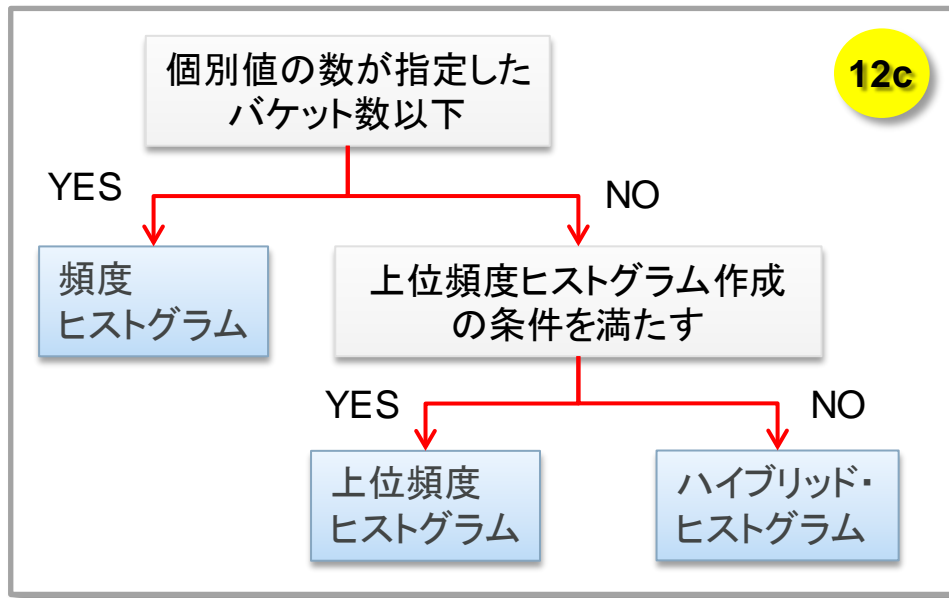 個別値の数が指定した
バケット数以下
12c
YES
NO
頻度
ヒストグラム
上位頻度ヒストグラム作成
の条件を満たす
YES
NO
上位頻度
ヒストグラム
ハイブリッド・
ヒストグラム